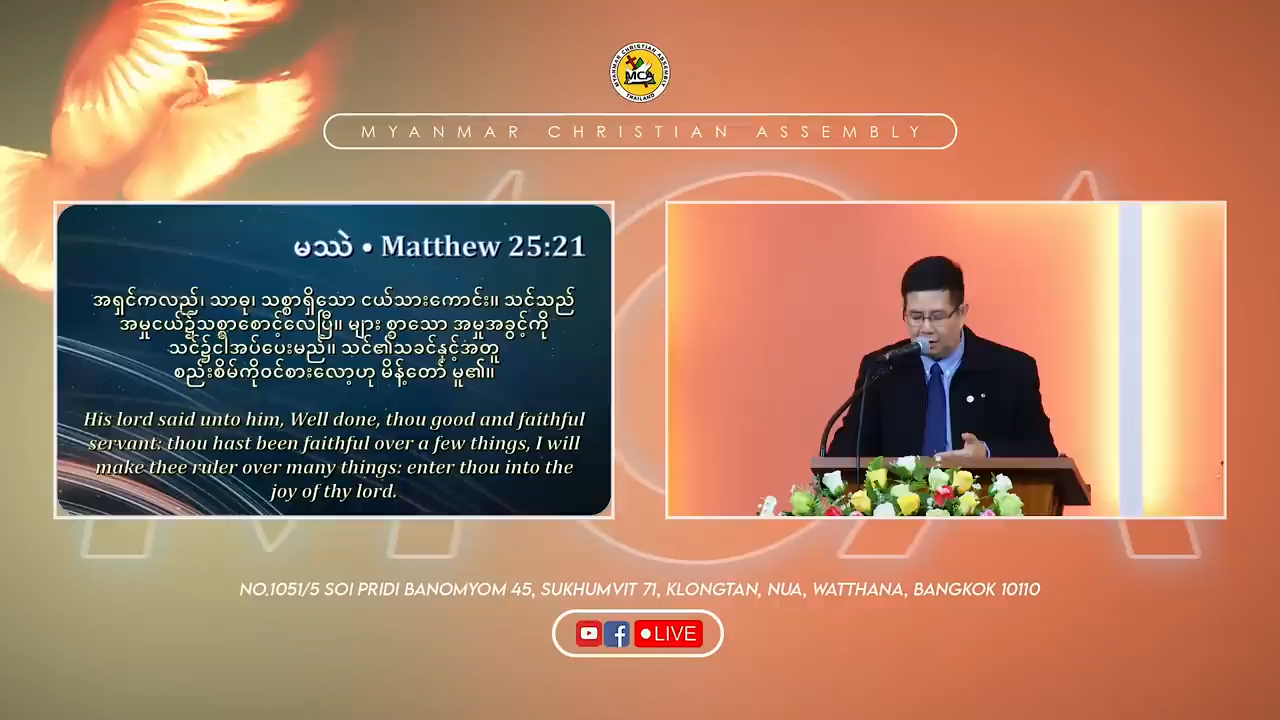 MYANMAR CHRISTIAN ASSEMBLY
MCA
THAILAND
MYANMAR CHRISTIAN ASSEMBLY
မဿဲ • Matthew 25:21
အရှင်ကလည်၊ သာဓု၊ သစ္စာရှိသော ငယ်သားကောင်း။ သင်သည်
အမှုငယ်၌သစ္စာစောင့်လေပြီ။ များ စွာသော အမှုအခွင့်ကို
သင်၌ငါအပ်ပေးမည်။ သင်၏သခင်နှင့်အတူ
စည်းစိမ်ကိုဝင်စားလော့ဟု မိန့်တော် မူ၏။
His lord said unto him, Well done, thou good and faithful
servant: thou hast been faithful over a few things, I will
make thee ruler over many things: enter thou into the
joy of thy lord.
MCA
NO.1051/5 SOI PRIDI BANOMYOM 45, SUKHUMVIT 71, KLONGTAN, NUA, WATTHANA, BANGKOK 10110
LIVE